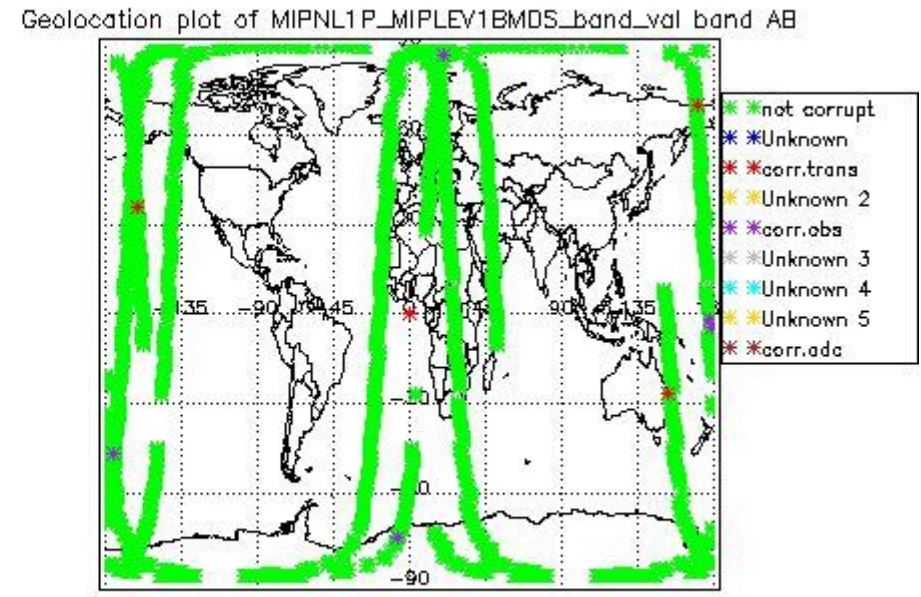 Geolocation plot of MIPNL1P_MIPLEV1BMDS_band_val band AB
not corrupt
Unknown
corr.trans
Unknown 2
corr.obs
Unknown 3
Unknown 4
Unknown 5
corr.adc
-135 -90 -45 90 135
-90